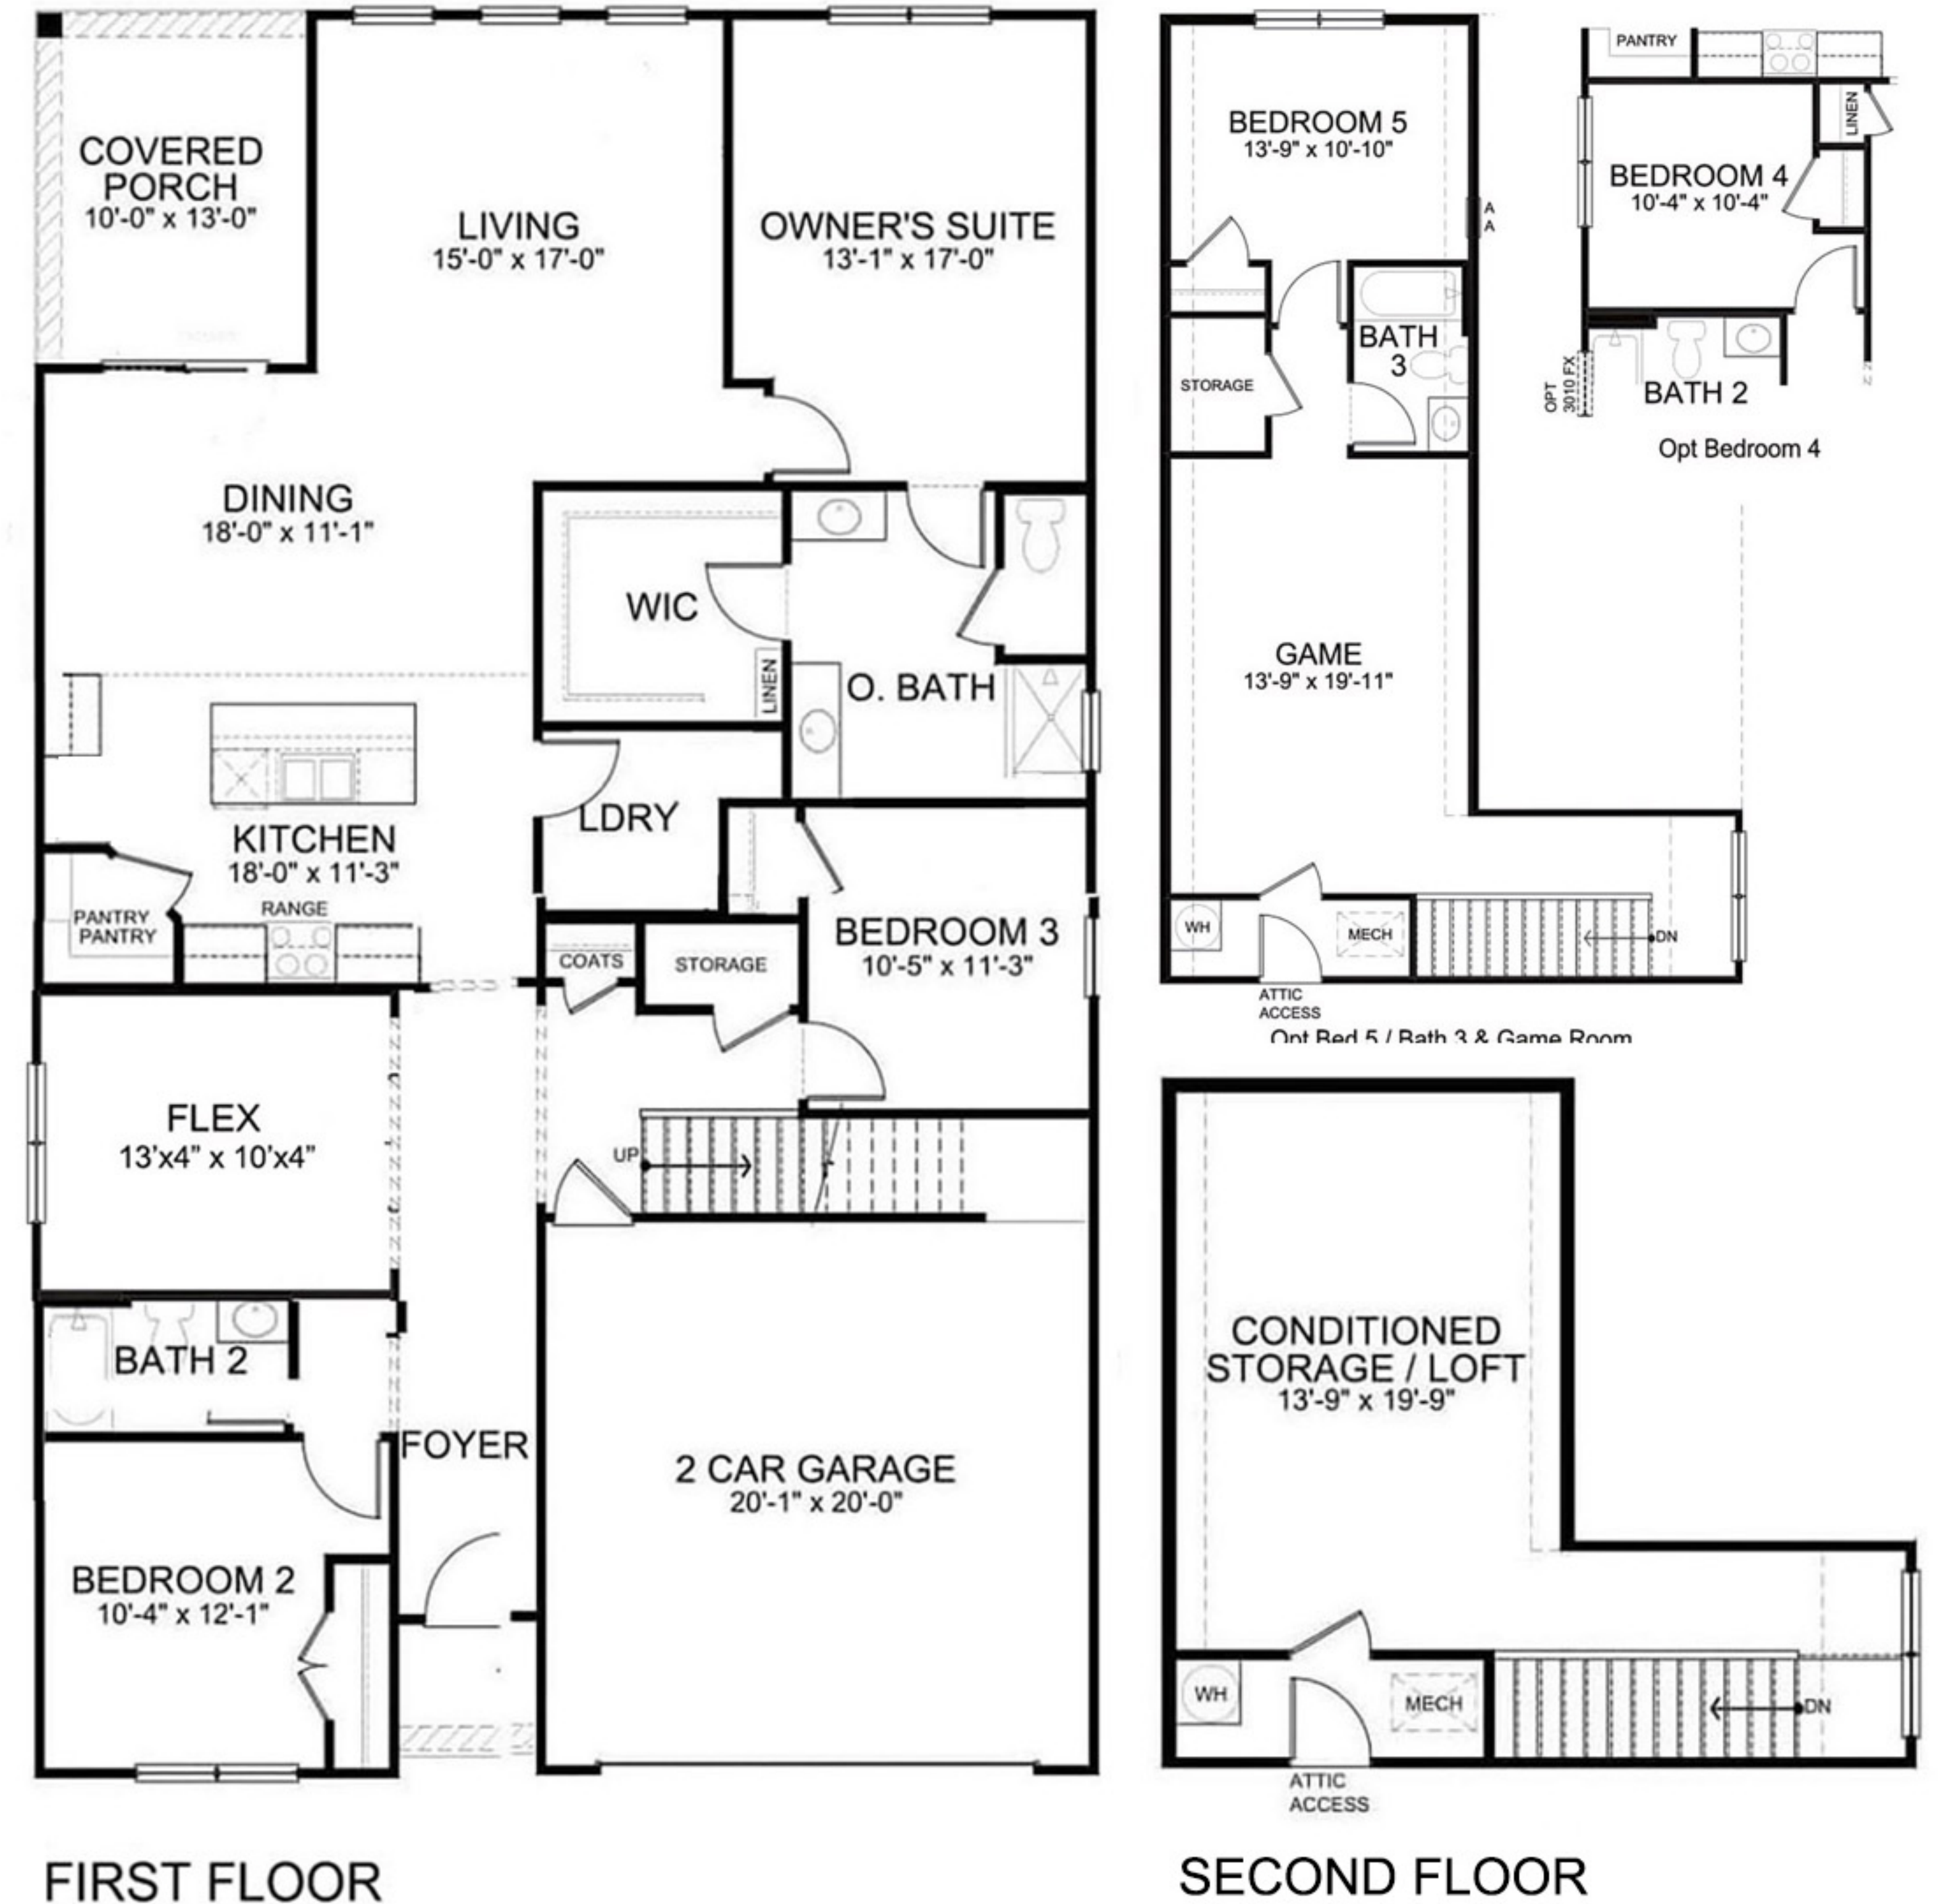 COVERED
PORCH
10'-0" x 13'-0"
LIVING
15'-0" x 17'-0"
OWNER'S SUITE
13'-1" x 17'-0"
DINING
18'-0" x 11'-1"
WIC
LINEN
O. BATH
LDRY
KITCHEN
18'-0" x 11'-3"
RANGE
PANTRY
PANTRY
COATS
STORAGE
BEDROOM 3
10'-5" x 11'-3"
FLEX
13'x4" x 10'x4"
UP
BATH 2
FOYER
2 CAR GARAGE
20'-1" x 20'-0"
BEDROOM 2
10'-4" x 12'-1"
FIRST FLOOR
BEDROOM 5
13'-9" x 10'-10"
A
A
BATH
3
STORAGE
GAME
13'-9" x 19'-11"
WH
MECH
DN
ATTIC
ACCESS
Opt Bed 5 / Bath 3 & Game Room
PANTRY
LINEN
BEDROOM 4
10'-4" x 10'-4"
OPT
3010 FX
BATH 2
Opt Bedroom 4
CONDITIONED
STORAGE / LOFT
13'-9" x 19'-9"
WH
MECH
DN
ATTIC
ACCESS
SECOND FLOOR